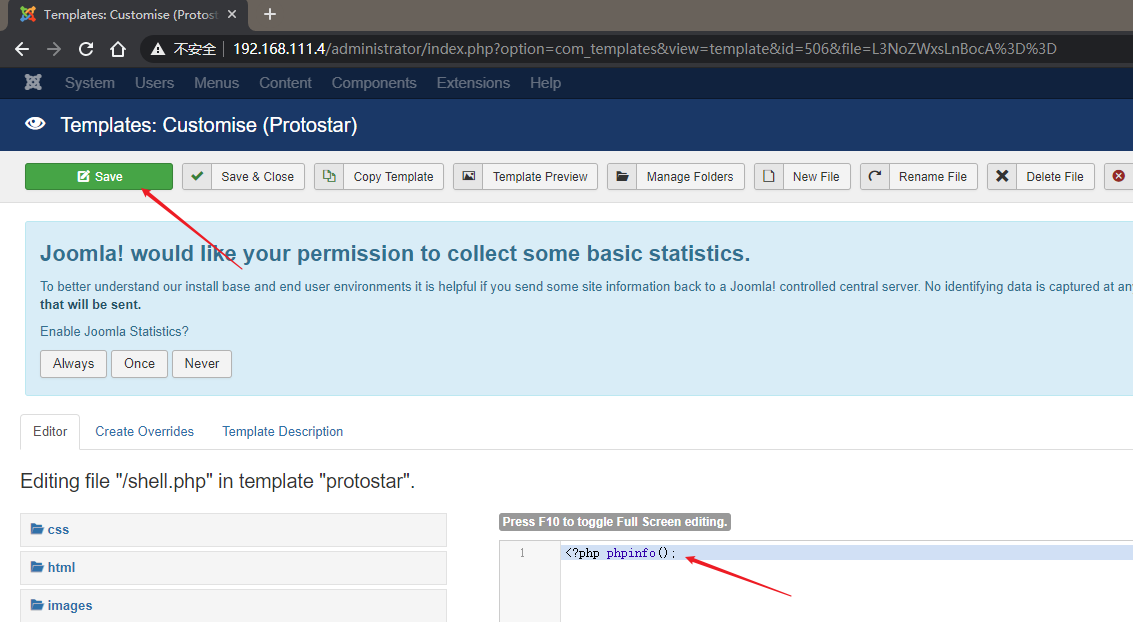 Templates: Customise (Protost
不安全 192.168.111.4/administrator/index.php?option=com_templates&view=template&id=506&file=L3NoZWxsLnBocA%3D%3D
System Users Menus Content Components Extensions Help
Templates: Customise (Protostar)
Save Save & Close Copy Template Template Preview Manage Folders New File Rename File Delete File
Joomla! would like your permission to collect some basic statistics.
To better understand our install base and end user environments it is helpful if you send some site information back to a Joomla! controlled central server. No identifying data is captured at an
that will be sent.
Enable Joomla Statistics?
Always Once Never
Editor Create Overrides Template Description
Editing file "/shell.php" in template "protostar".
css
html
images
Press F10 to toggle Full Screen editing.
1 <?php phpinfo();